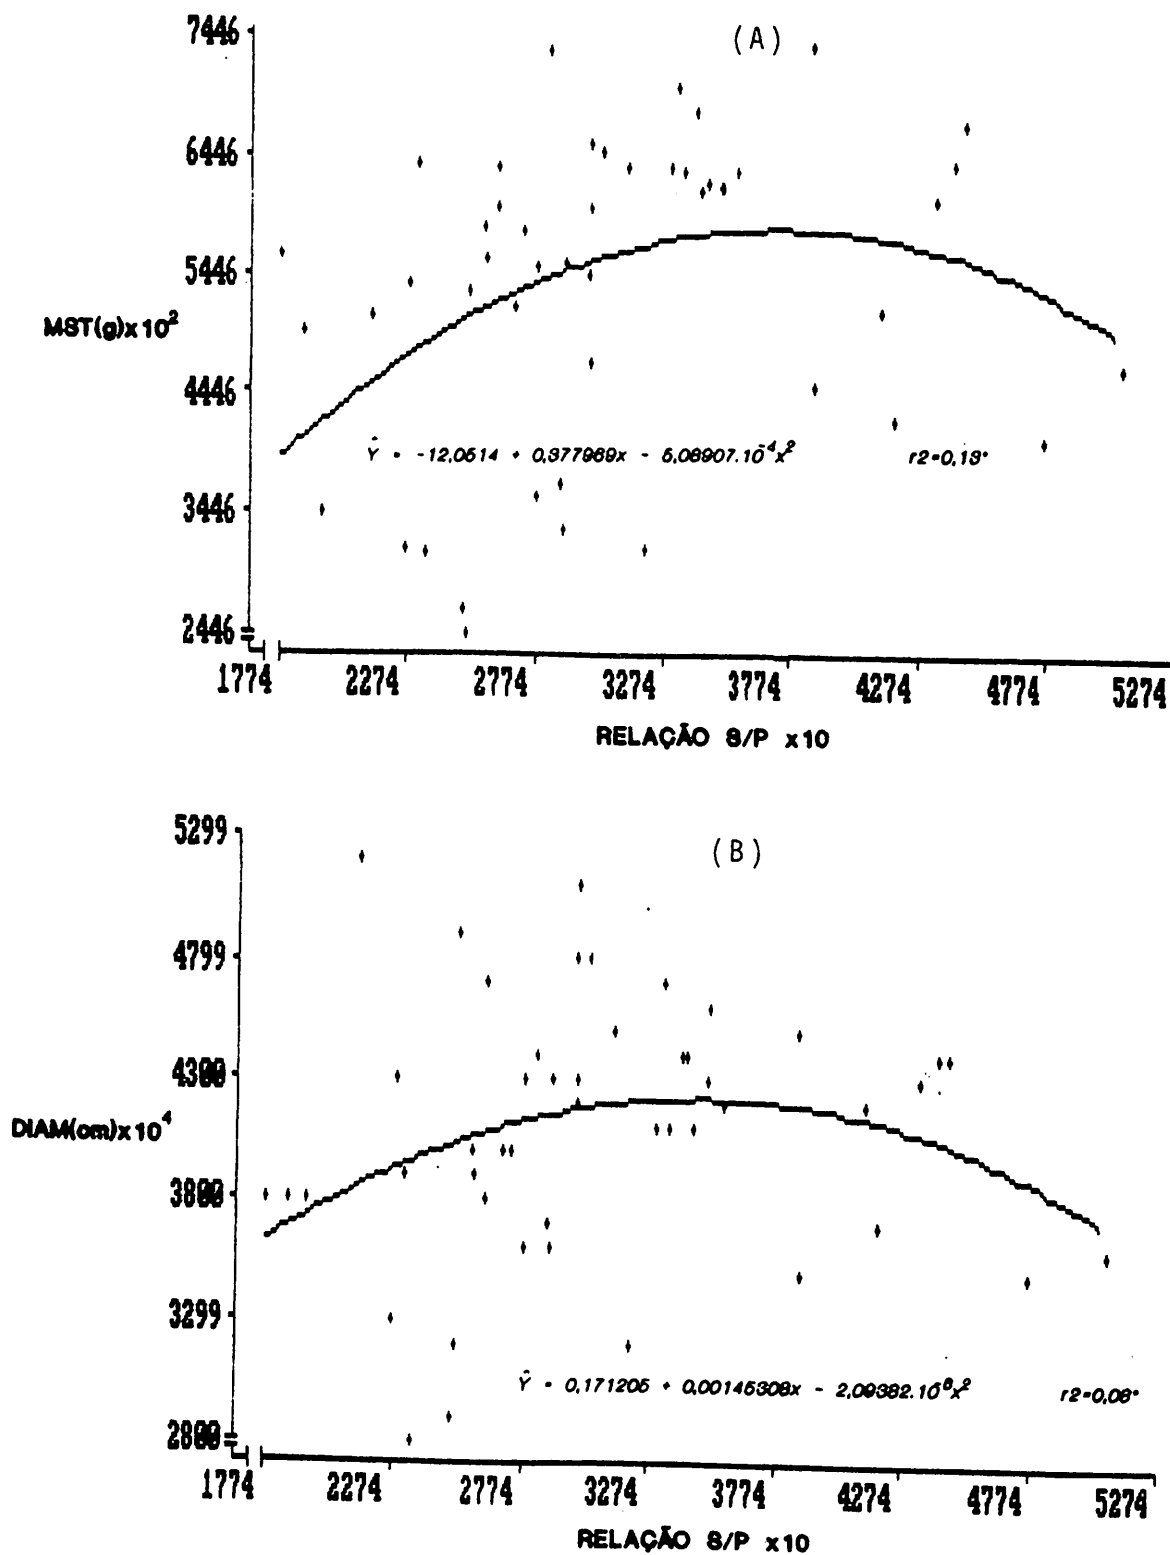 (A)
7446
6446
5446
MST(g)x10²
4446
Ŷ = -12,0514 + 0,377969x - 5,08907.10⁻⁴x² r2=0,13*
3446
2446
1774 2274 2774 3274 3774 4274 4774 5274
RELAÇÃO S/P x10
5299
(B)
4799
4300
DIAM(cm)x10⁴
3800
3299
Ŷ = 0,171205 + 0,00145308x - 2,09382.10⁶x² r2=0,08*
2800
1774 2274 2774 3274 3774 4274 4774 5274
RELAÇÃO S/P x10